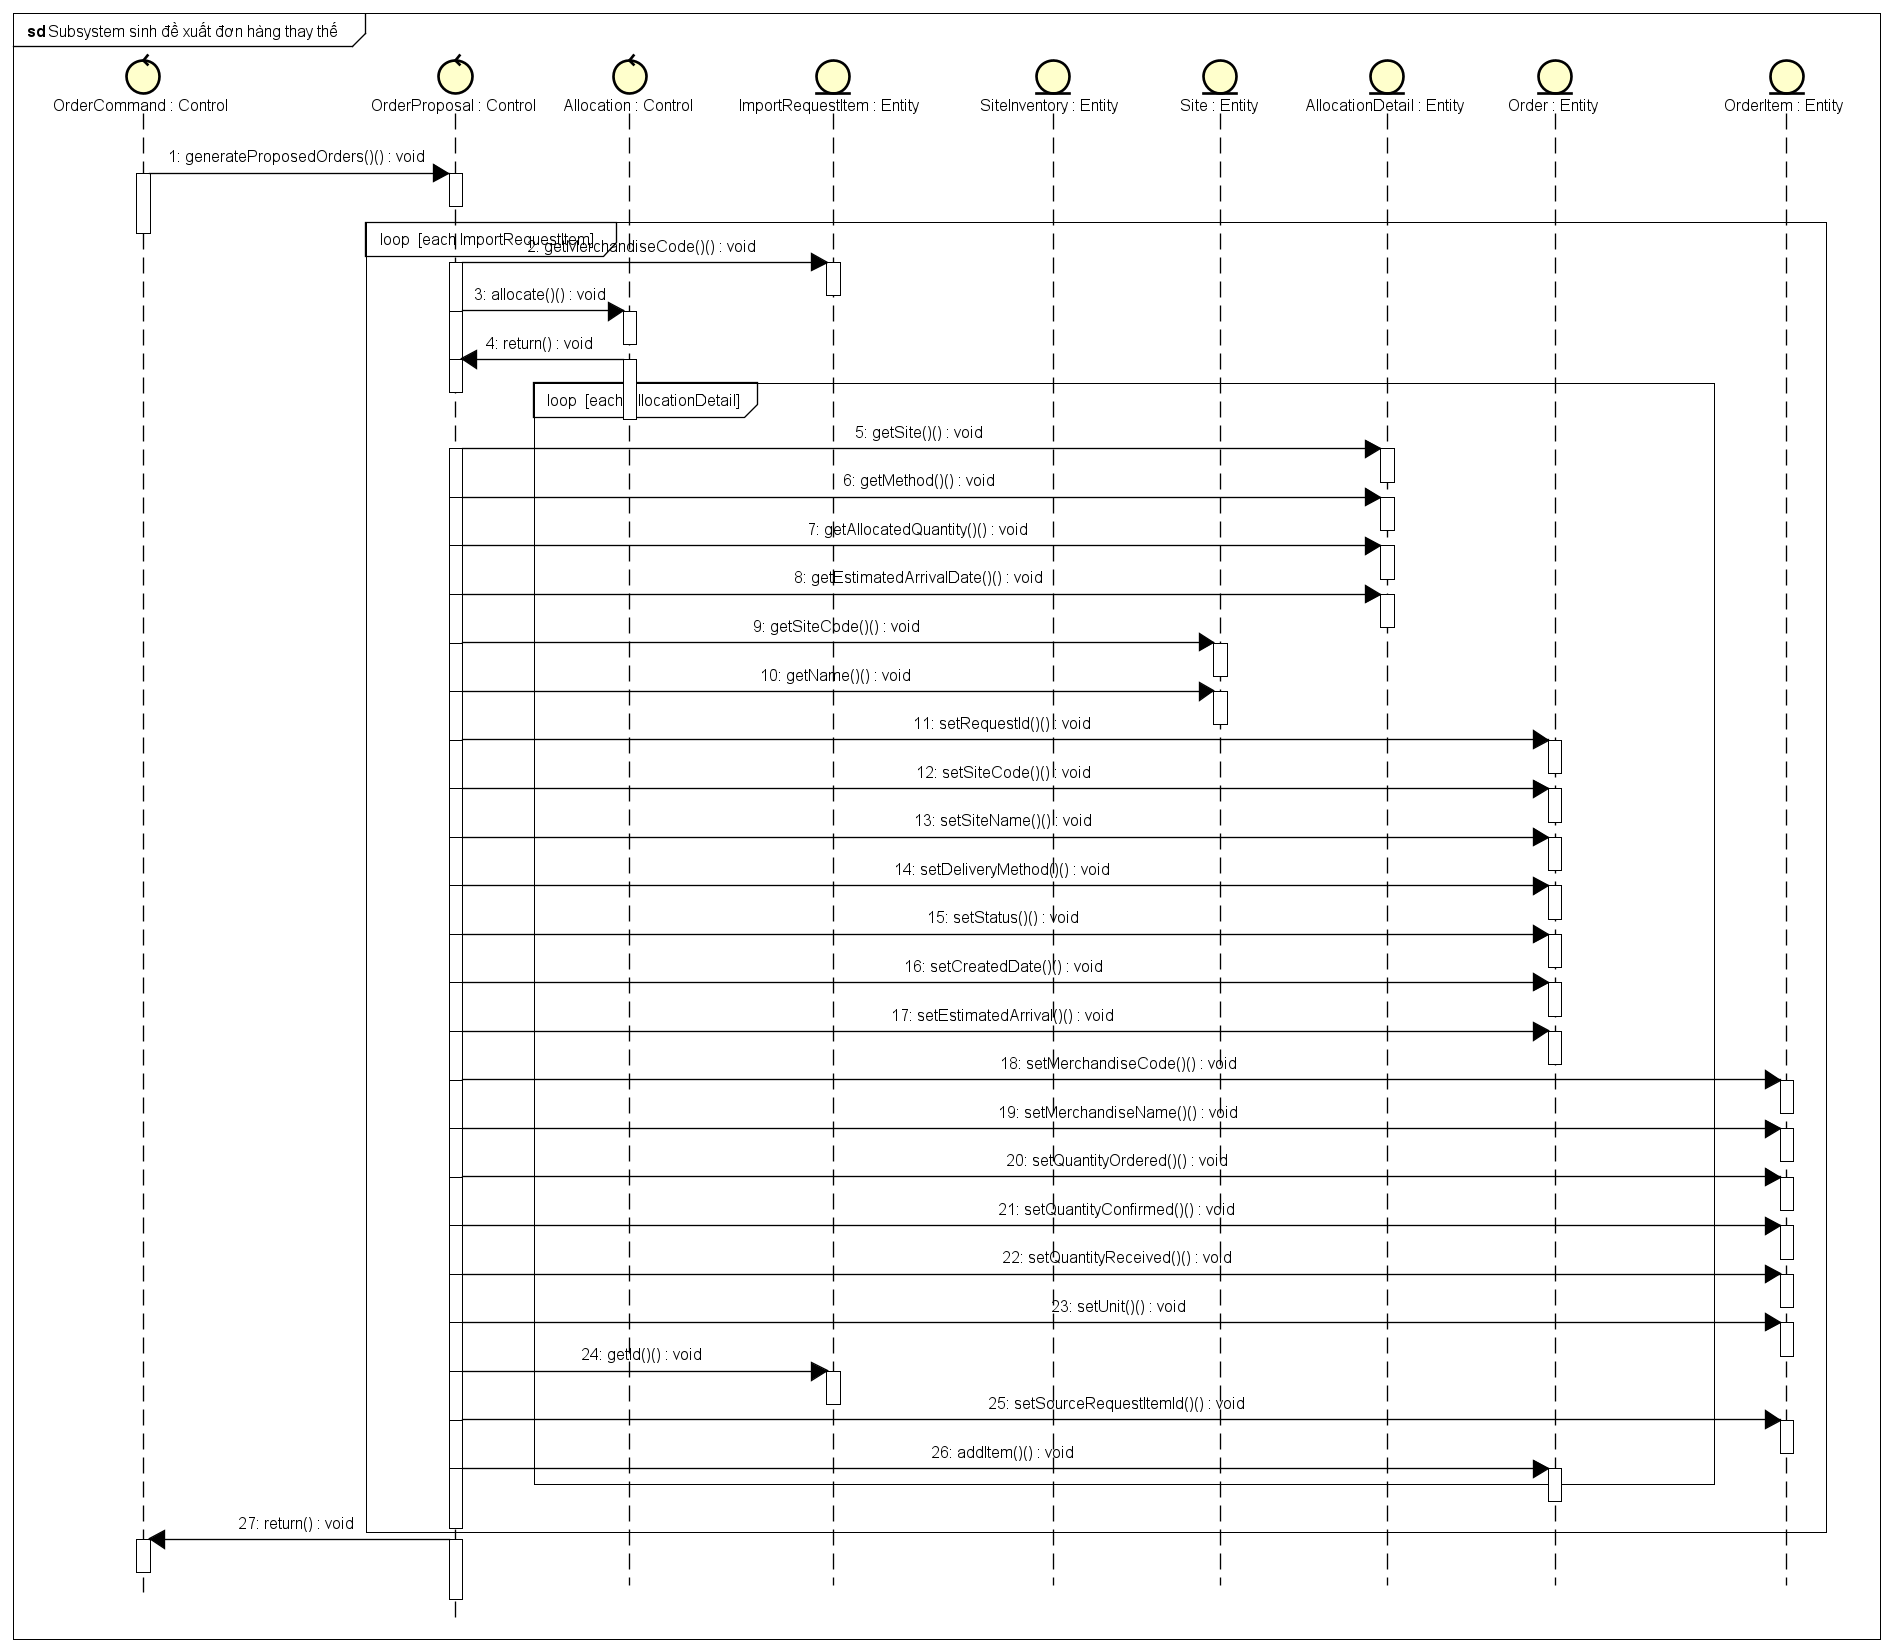 sd Subsystem sinh đề xuất đơn hàng thay thế
OrderCommand : Control
OrderProposal : Control
Allocation : Control
ImportRequestItem : Entity
SiteInventory : Entity
Site : Entity
AllocationDetail : Entity
Order : Entity
OrderItem : Entity
1: generateProposedOrders()() : void
loop [each ImportRequestItem]
2: getMerchandiseCode()() : void
3: allocate()() : void
4: return() : void
loop [each AllocationDetail]
5: getSite()() : void
6: getMethod()() : void
7: getAllocatedQuantity()() : void
8: getEstimatedArrivalDate()() : void
9: getSiteCode()() : void
10: getName()() : void
11: setRequestId()() : void
12: setSiteCode()() : void
13: setSiteName()() : void
14: setDeliveryMethod()() : void
15: setStatus()() : void
16: setCreatedDate()() : void
17: setEstimatedArrival()() : void
18: setMerchandiseCode()() : void
19: setMerchandiseName()() : void
20: setQuantityOrdered()() : void
21: setQuantityConfirmed()() : void
22: setQuantityReceived()() : void
23: setUnit()() : void
24: getId()() : void
25: setSourceRequestItemId()() : void
26: addItem()() : void
27: return() : void